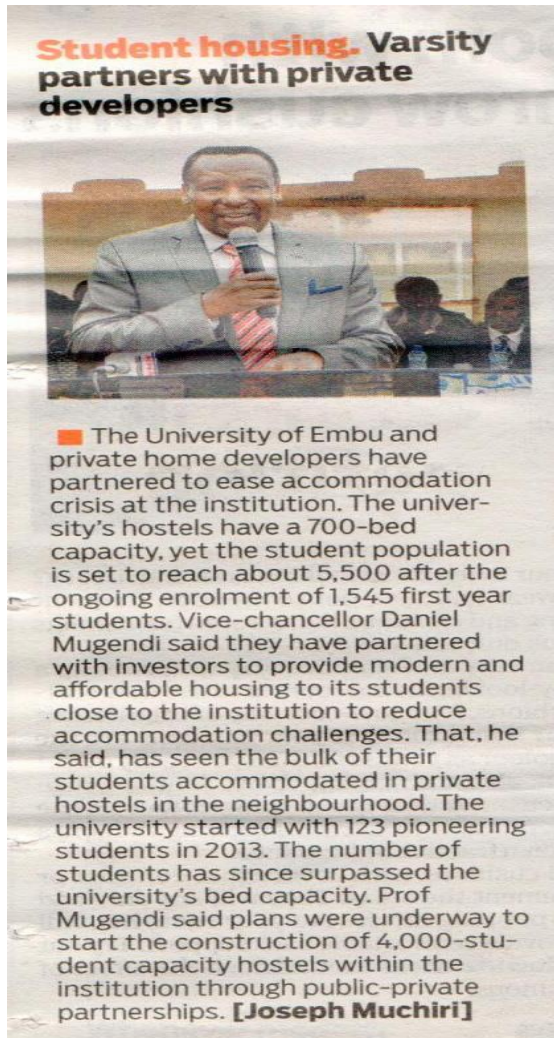 Student housing. Varsity
partners with private
developers
The University of Embu and
private home developers have
partnered to ease accommodation
crisis at the institution. The univer-
sity's hostels have a 700-bed
capacity, yet the student population
is set to reach about 5,500 after the
ongoing enrolment of 1,545 first year
students. Vice-chancellor Daniel
Mugendi said they have partnered
with investors to provide modern and
affordable housing to its students
close to the institution to reduce
accommodation challenges. That, he
said, has seen the bulk of their
students accommodated in private
hostels in the neighbourhood. The
university started with 123 pioneering
students in 2013. The number of
students has since surpassed the
university's bed capacity. Prof
Mugendi said plans were underway to
start the construction of 4,000-stu-
dent capacity hostels within the
institution through public-private
partnerships. [Joseph Muchiri]